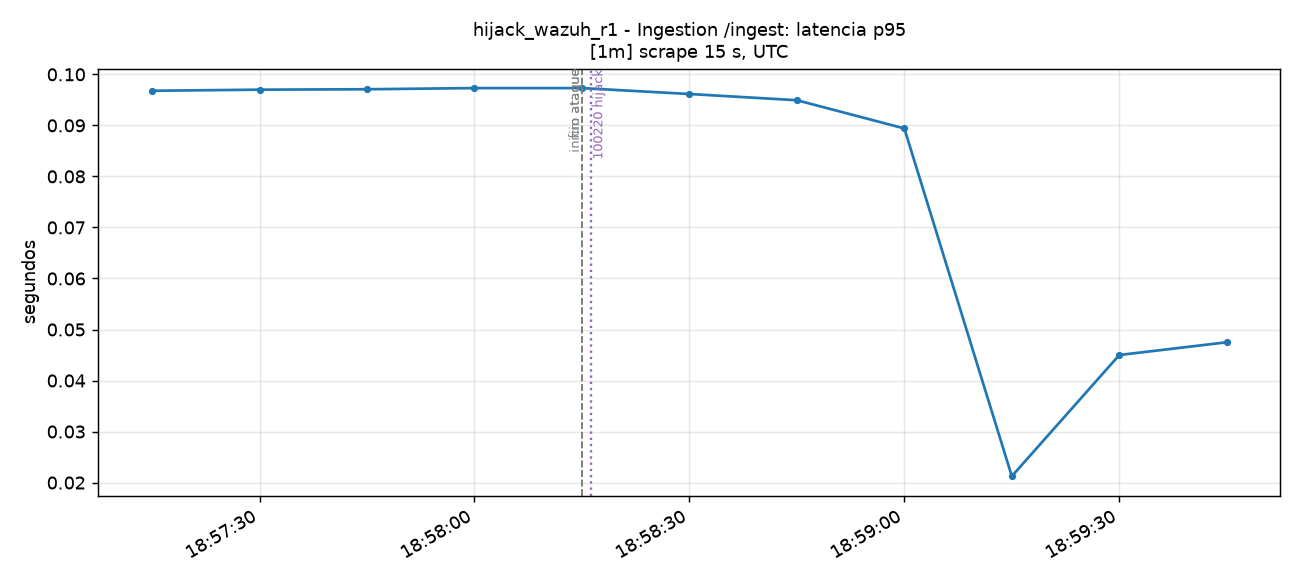 hijack_wazuh_r1 - Ingestion /ingest: latencia p95
[1m] scrape 15 s, UTC
segundos
0.10
0.09
0.08
0.07
0.06
0.05
0.04
0.03
0.02
ataque
100220 hijack
18:57:30
18:58:00
18:58:30
18:59:00
18:59:30